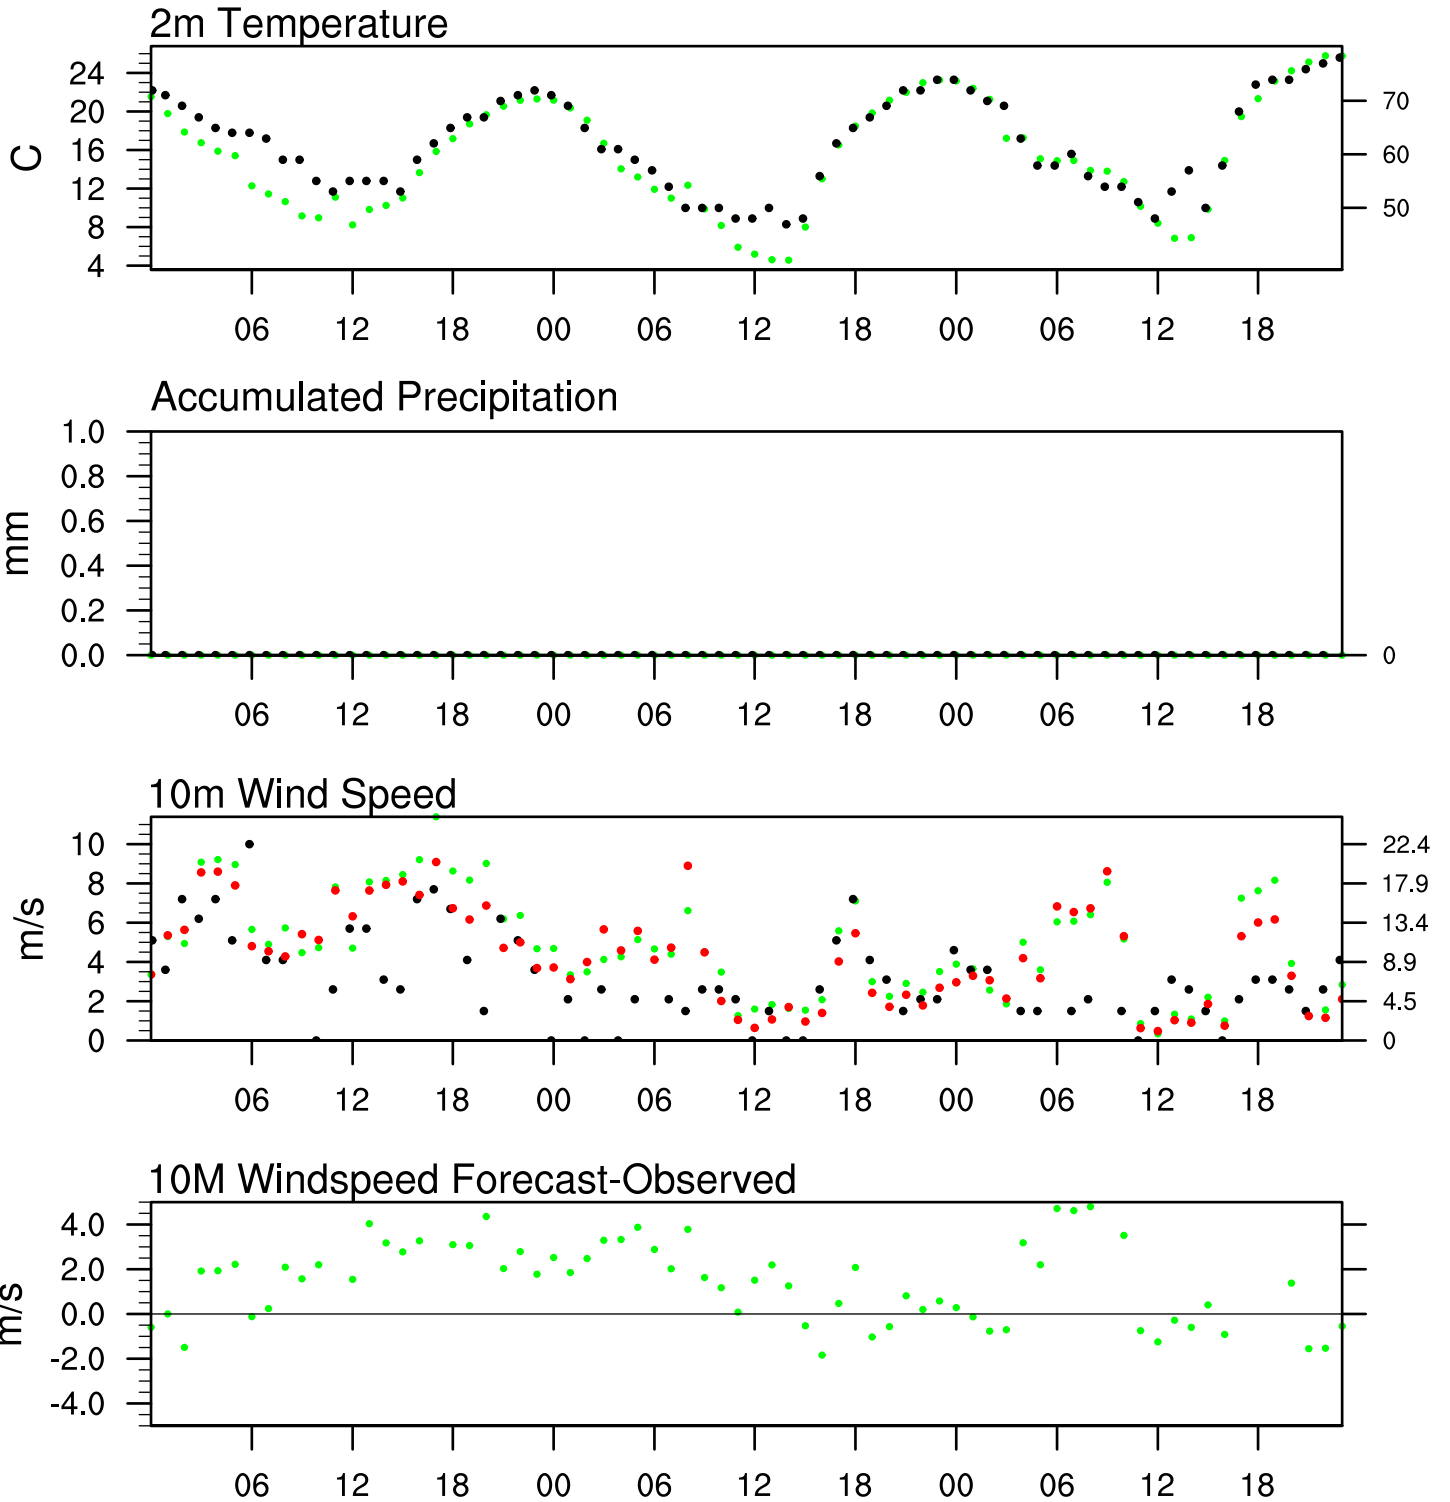 2m Temperature
24
20
16
12
8
4
C
70
60
50
06 12 18 00 06 12 18 00 06 12 18
Accumulated Precipitation
1.0
0.8
0.6
0.4
0.2
0.0
mm
0
06 12 18 00 06 12 18 00 06 12 18
10m Wind Speed
10
8
6
4
2
0
m/s
22.4
17.9
13.4
8.9
4.5
0
06 12 18 00 06 12 18 00 06 12 18
10M Windspeed Forecast-Observed
4.0
2.0
0.0
-2.0
-4.0
m/s
06 12 18 00 06 12 18 00 06 12 18